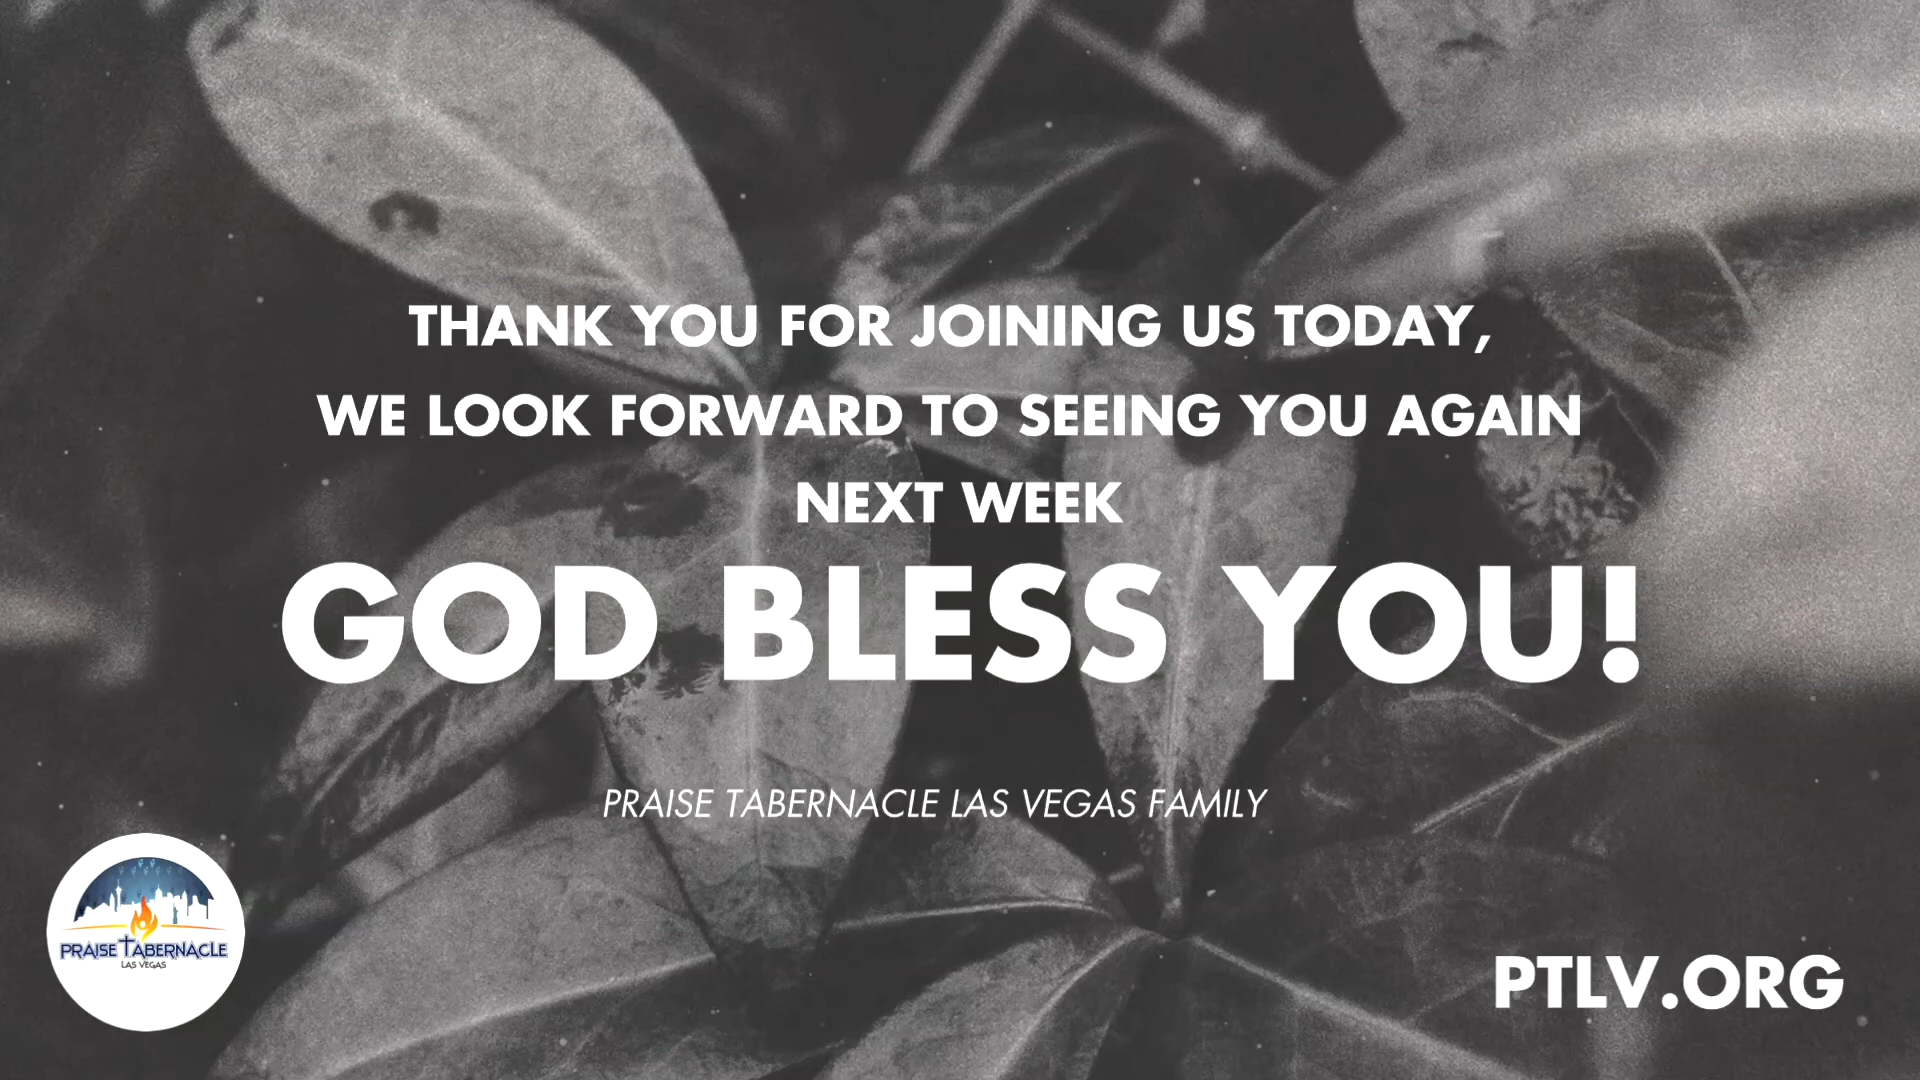 THANK YOU FOR JOINING US TODAY,
WE LOOK FORWARD TO SEEING YOU AGAIN
NEXT WEEK
GOD BLESS YOU!
PRAISE TABERNACLE LAS VEGAS FAMILY
PRAISE TABERNACLE
LAS VEGAS
PTLV.ORG